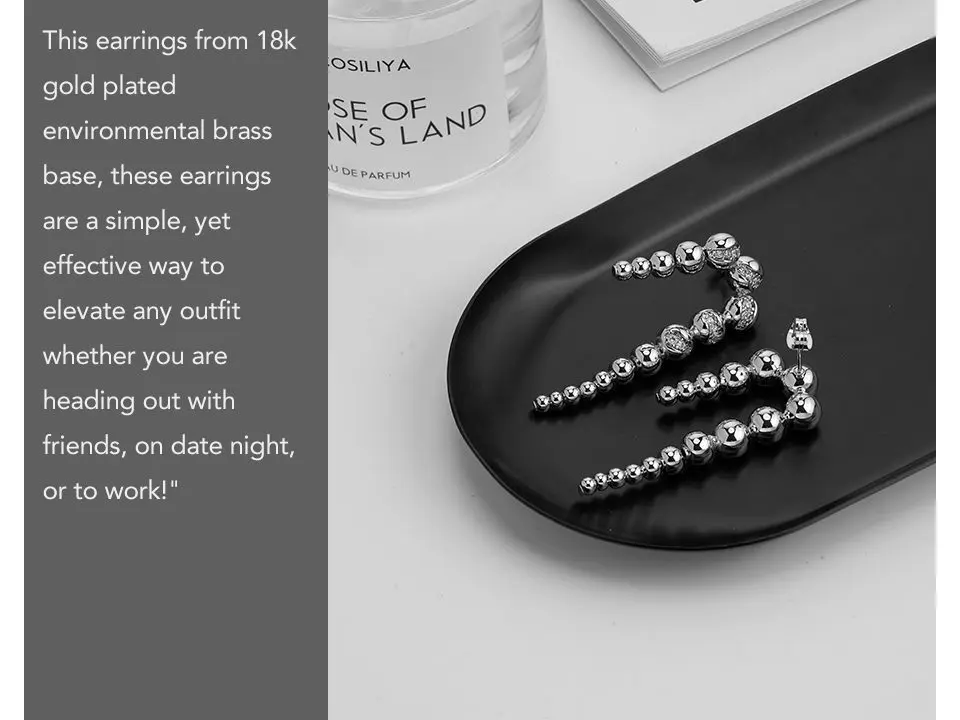 This earrings from 18k
gold plated
environmental brass
base, these earrings
are a simple, yet
effective way to
elevate any outfit
whether you are
heading out with
friends, on date night,
or to work!"
OSILIYA
OSE OF
AN'S LAND
AU DE PARFUM